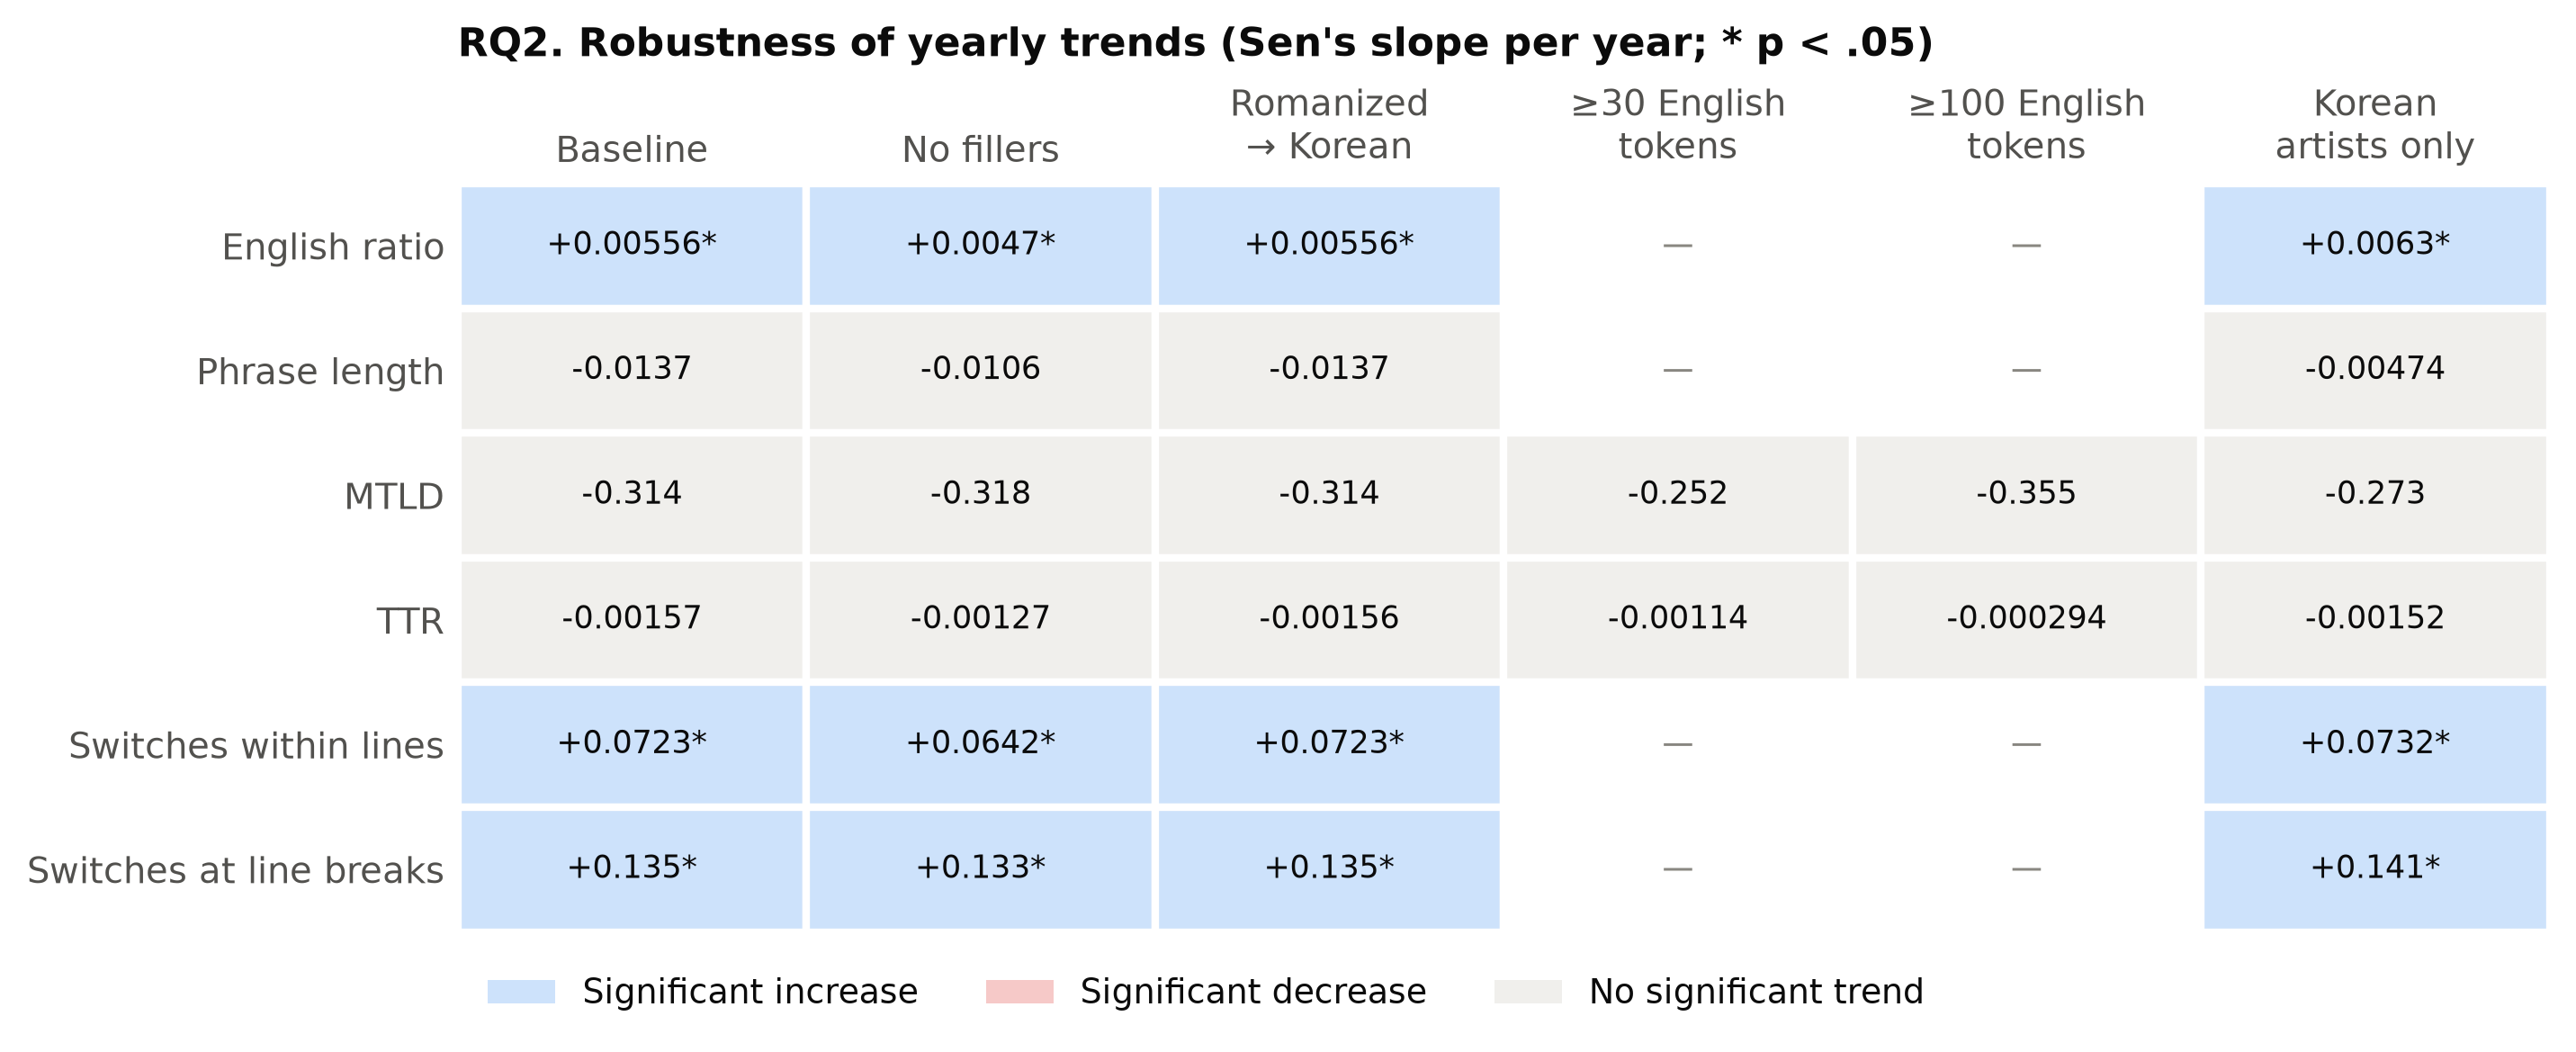 RQ2. Robustness of yearly trends (Sen's slope per year; * p < .05)
Baseline No fillers Romanized → Korean ≥30 English tokens ≥100 English tokens Korean artists only
English ratio +0.00556* +0.0047* +0.00556* — — +0.0063*
Phrase length -0.0137 -0.0106 -0.0137 — — -0.00474
MTLD -0.314 -0.318 -0.314 -0.252 -0.355 -0.273
TTR -0.00157 -0.00127 -0.00156 -0.00114 -0.000294 -0.00152
Switches within lines +0.0723* +0.0642* +0.0723* — — +0.0732*
Switches at line breaks +0.135* +0.133* +0.135* — — +0.141*
Significant increase Significant decrease No significant trend